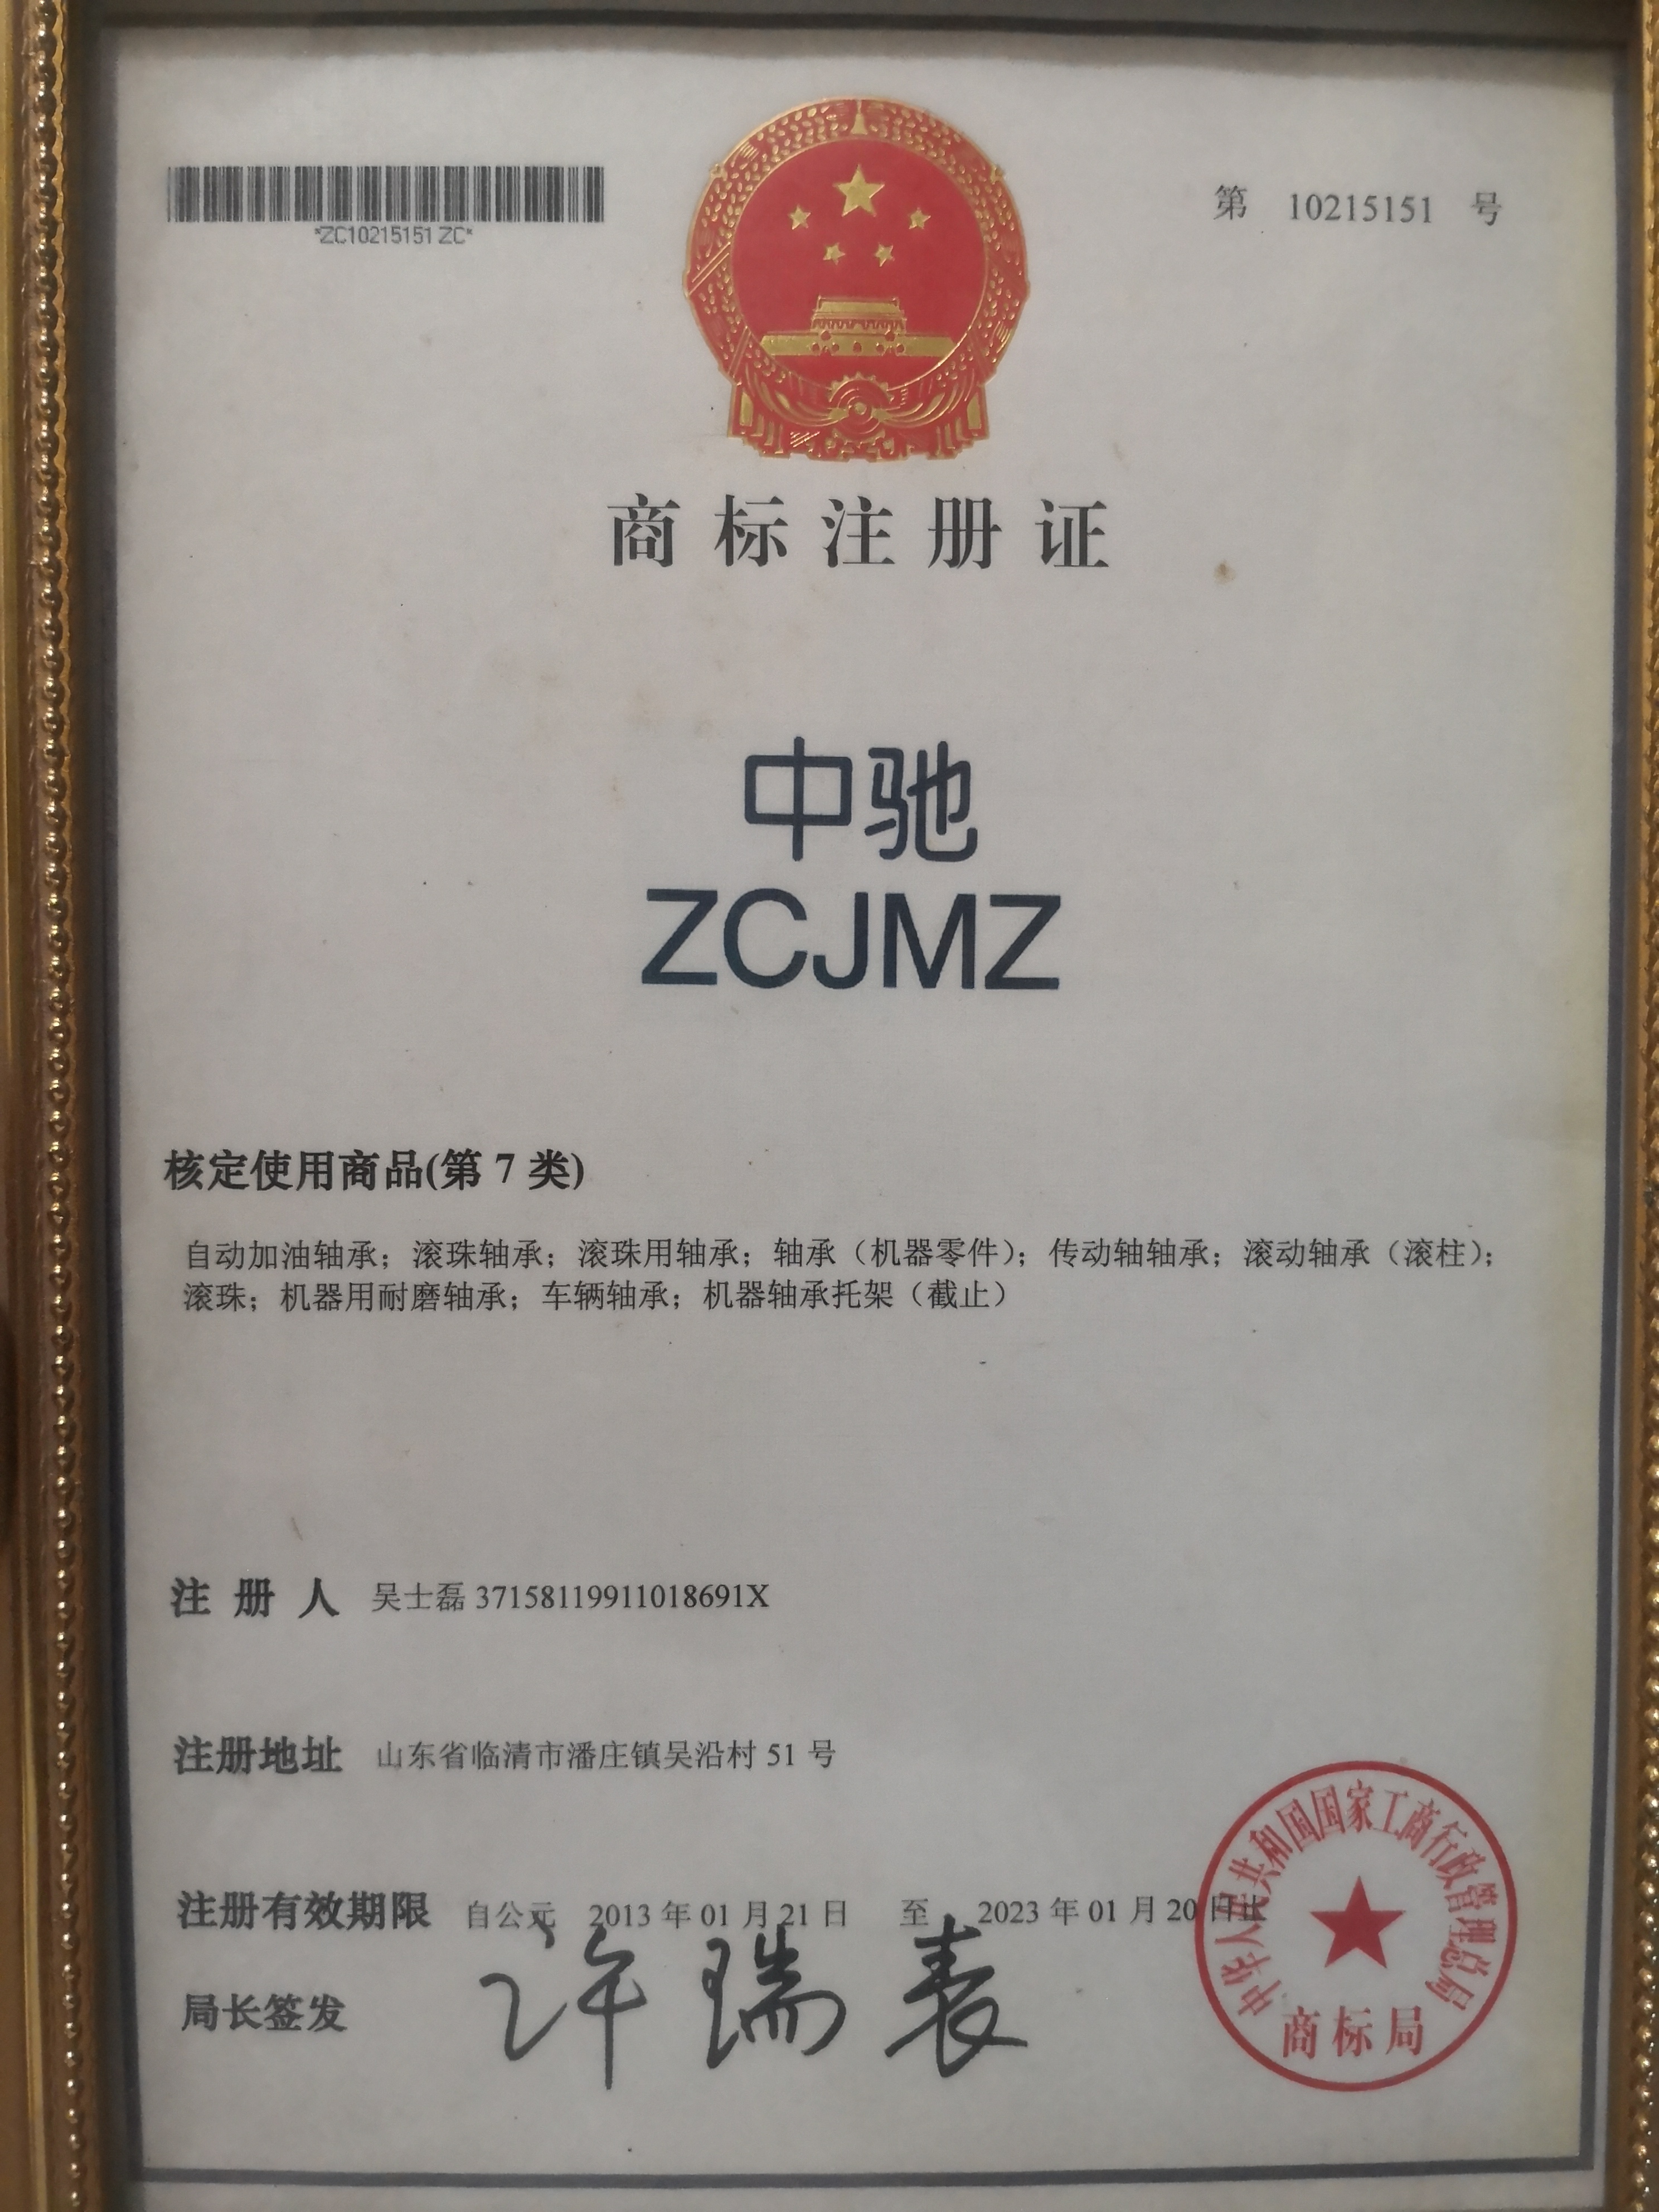 *ZC10215151 ZC*
第 10215151 号
商标注册证
中驰
ZCJMZ
核定使用商品(第 7 类)
自动加油轴承；滚珠轴承；滚珠用轴承；轴承（机器零件）；传动轴轴承；滚动轴承（滚柱）；
滚珠；机器用耐磨轴承；车辆轴承；机器轴承托架（截止）
注册人 吴士磊 37158119911018691X
注册地址 山东省临清市潘庄镇吴沿村 51 号
注册有效期限 自公元 2013 年 01 月 21 日 至 2023 年 01 月 20 日止
局长签发 许瑞表
中华人民共和国国家工商行政管理总局
商标局